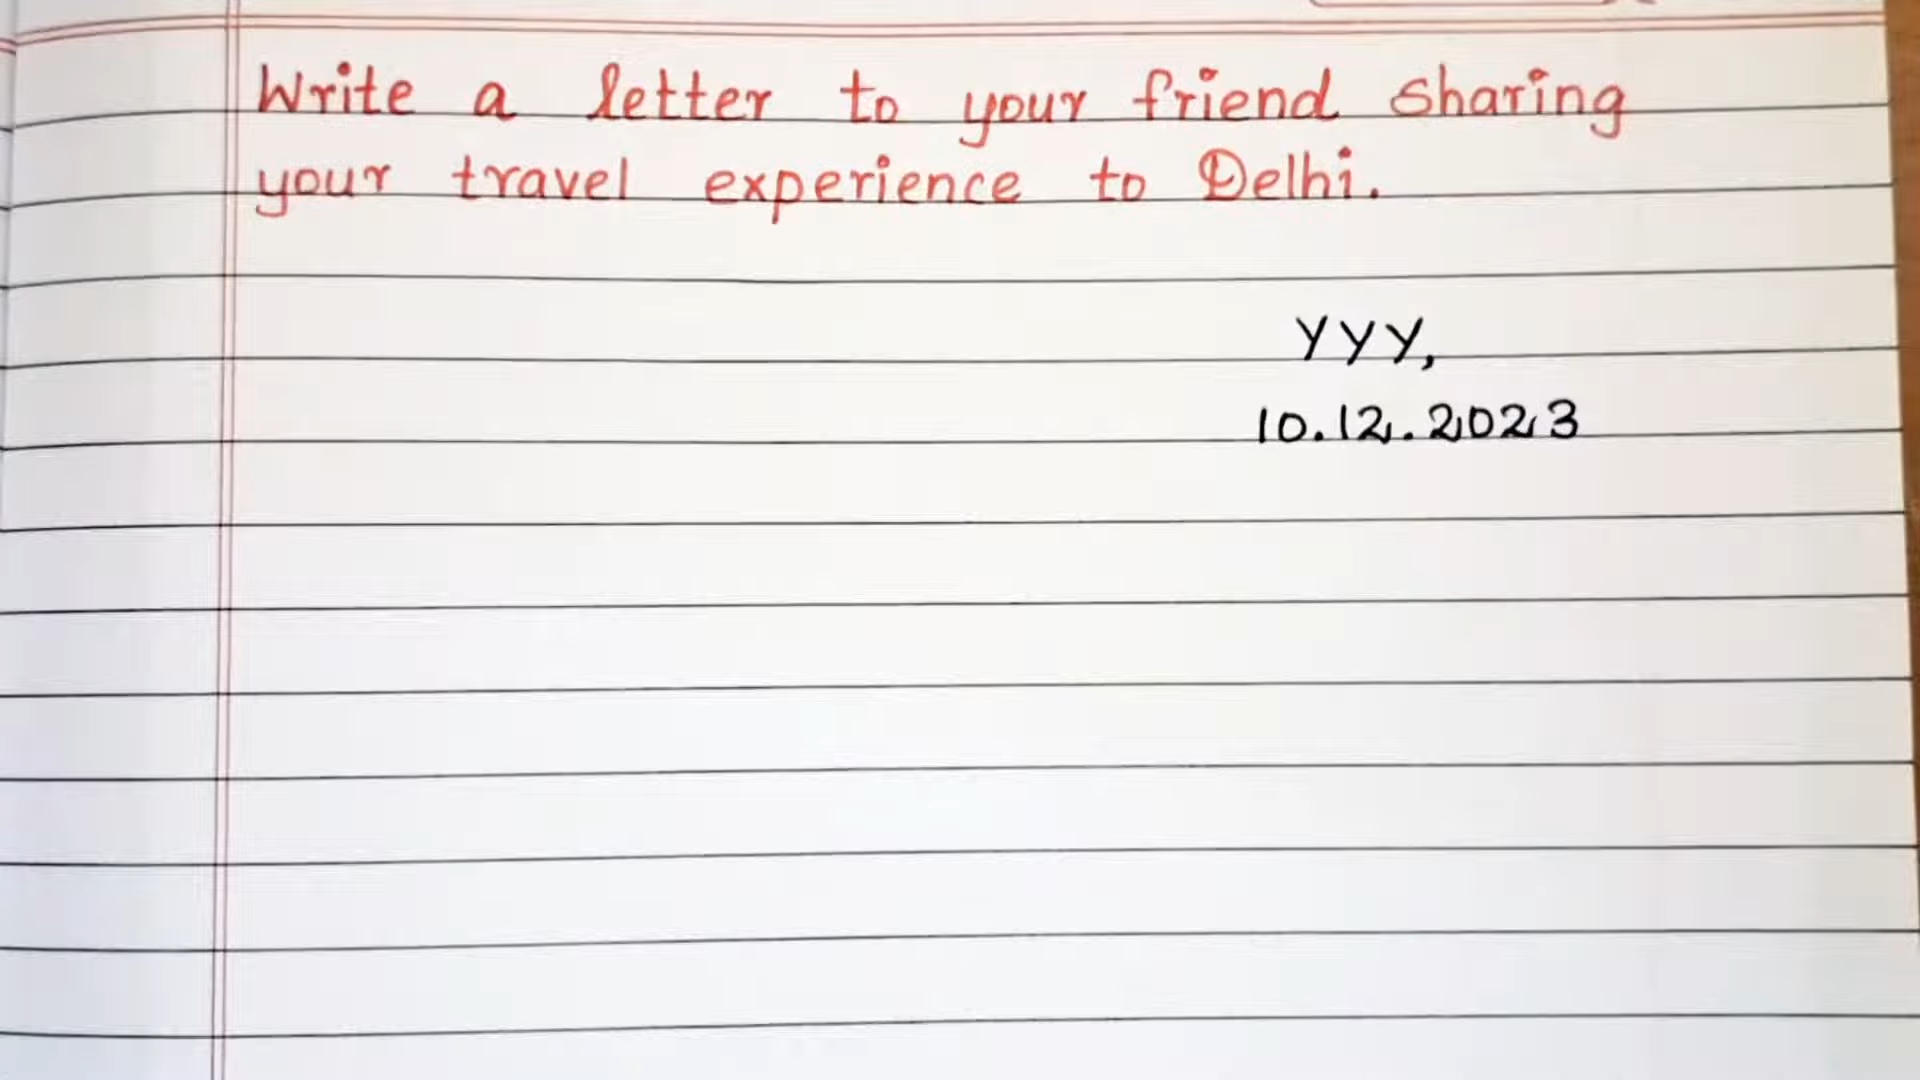 Write a letter to your friend sharing
your travel experience to Delhi.
YYY,
10.12.2023